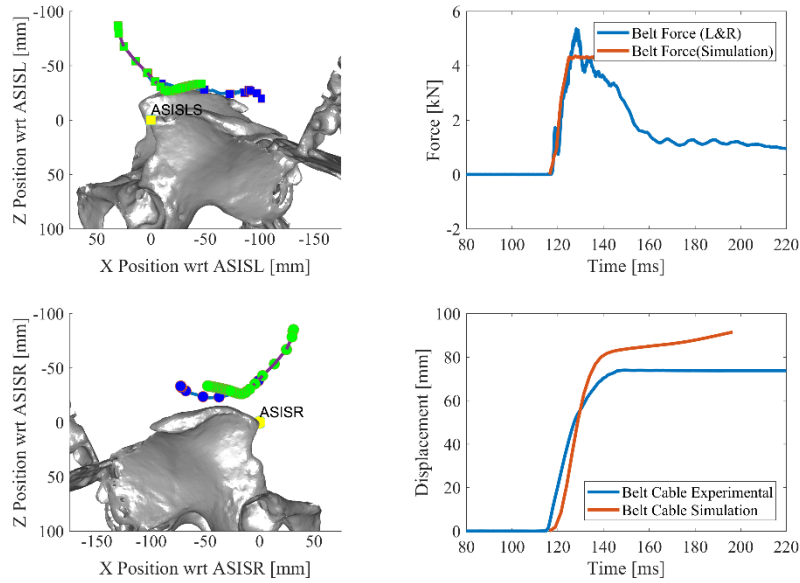 Z Position wrt ASISL [mm]
-100
-50
0
50
100
ASISLS
50 0 -50 -100 -150
X Position wrt ASISL [mm]
Force [kN]
6
4
2
0
-2
Belt Force (L&R)
Belt Force(Simulation)
80 100 120 140 160 180 200 220
Time [ms]
Z Position wrt ASISR [mm]
-100
-50
0
50
100
ASISR
-150 -100 -50 0 50
X Position wrt ASISR [mm]
Displacement [mm]
100
80
60
40
20
0
Belt Cable Experimental
Belt Cable Simulation
80 100 120 140 160 180 200 220
Time [ms]